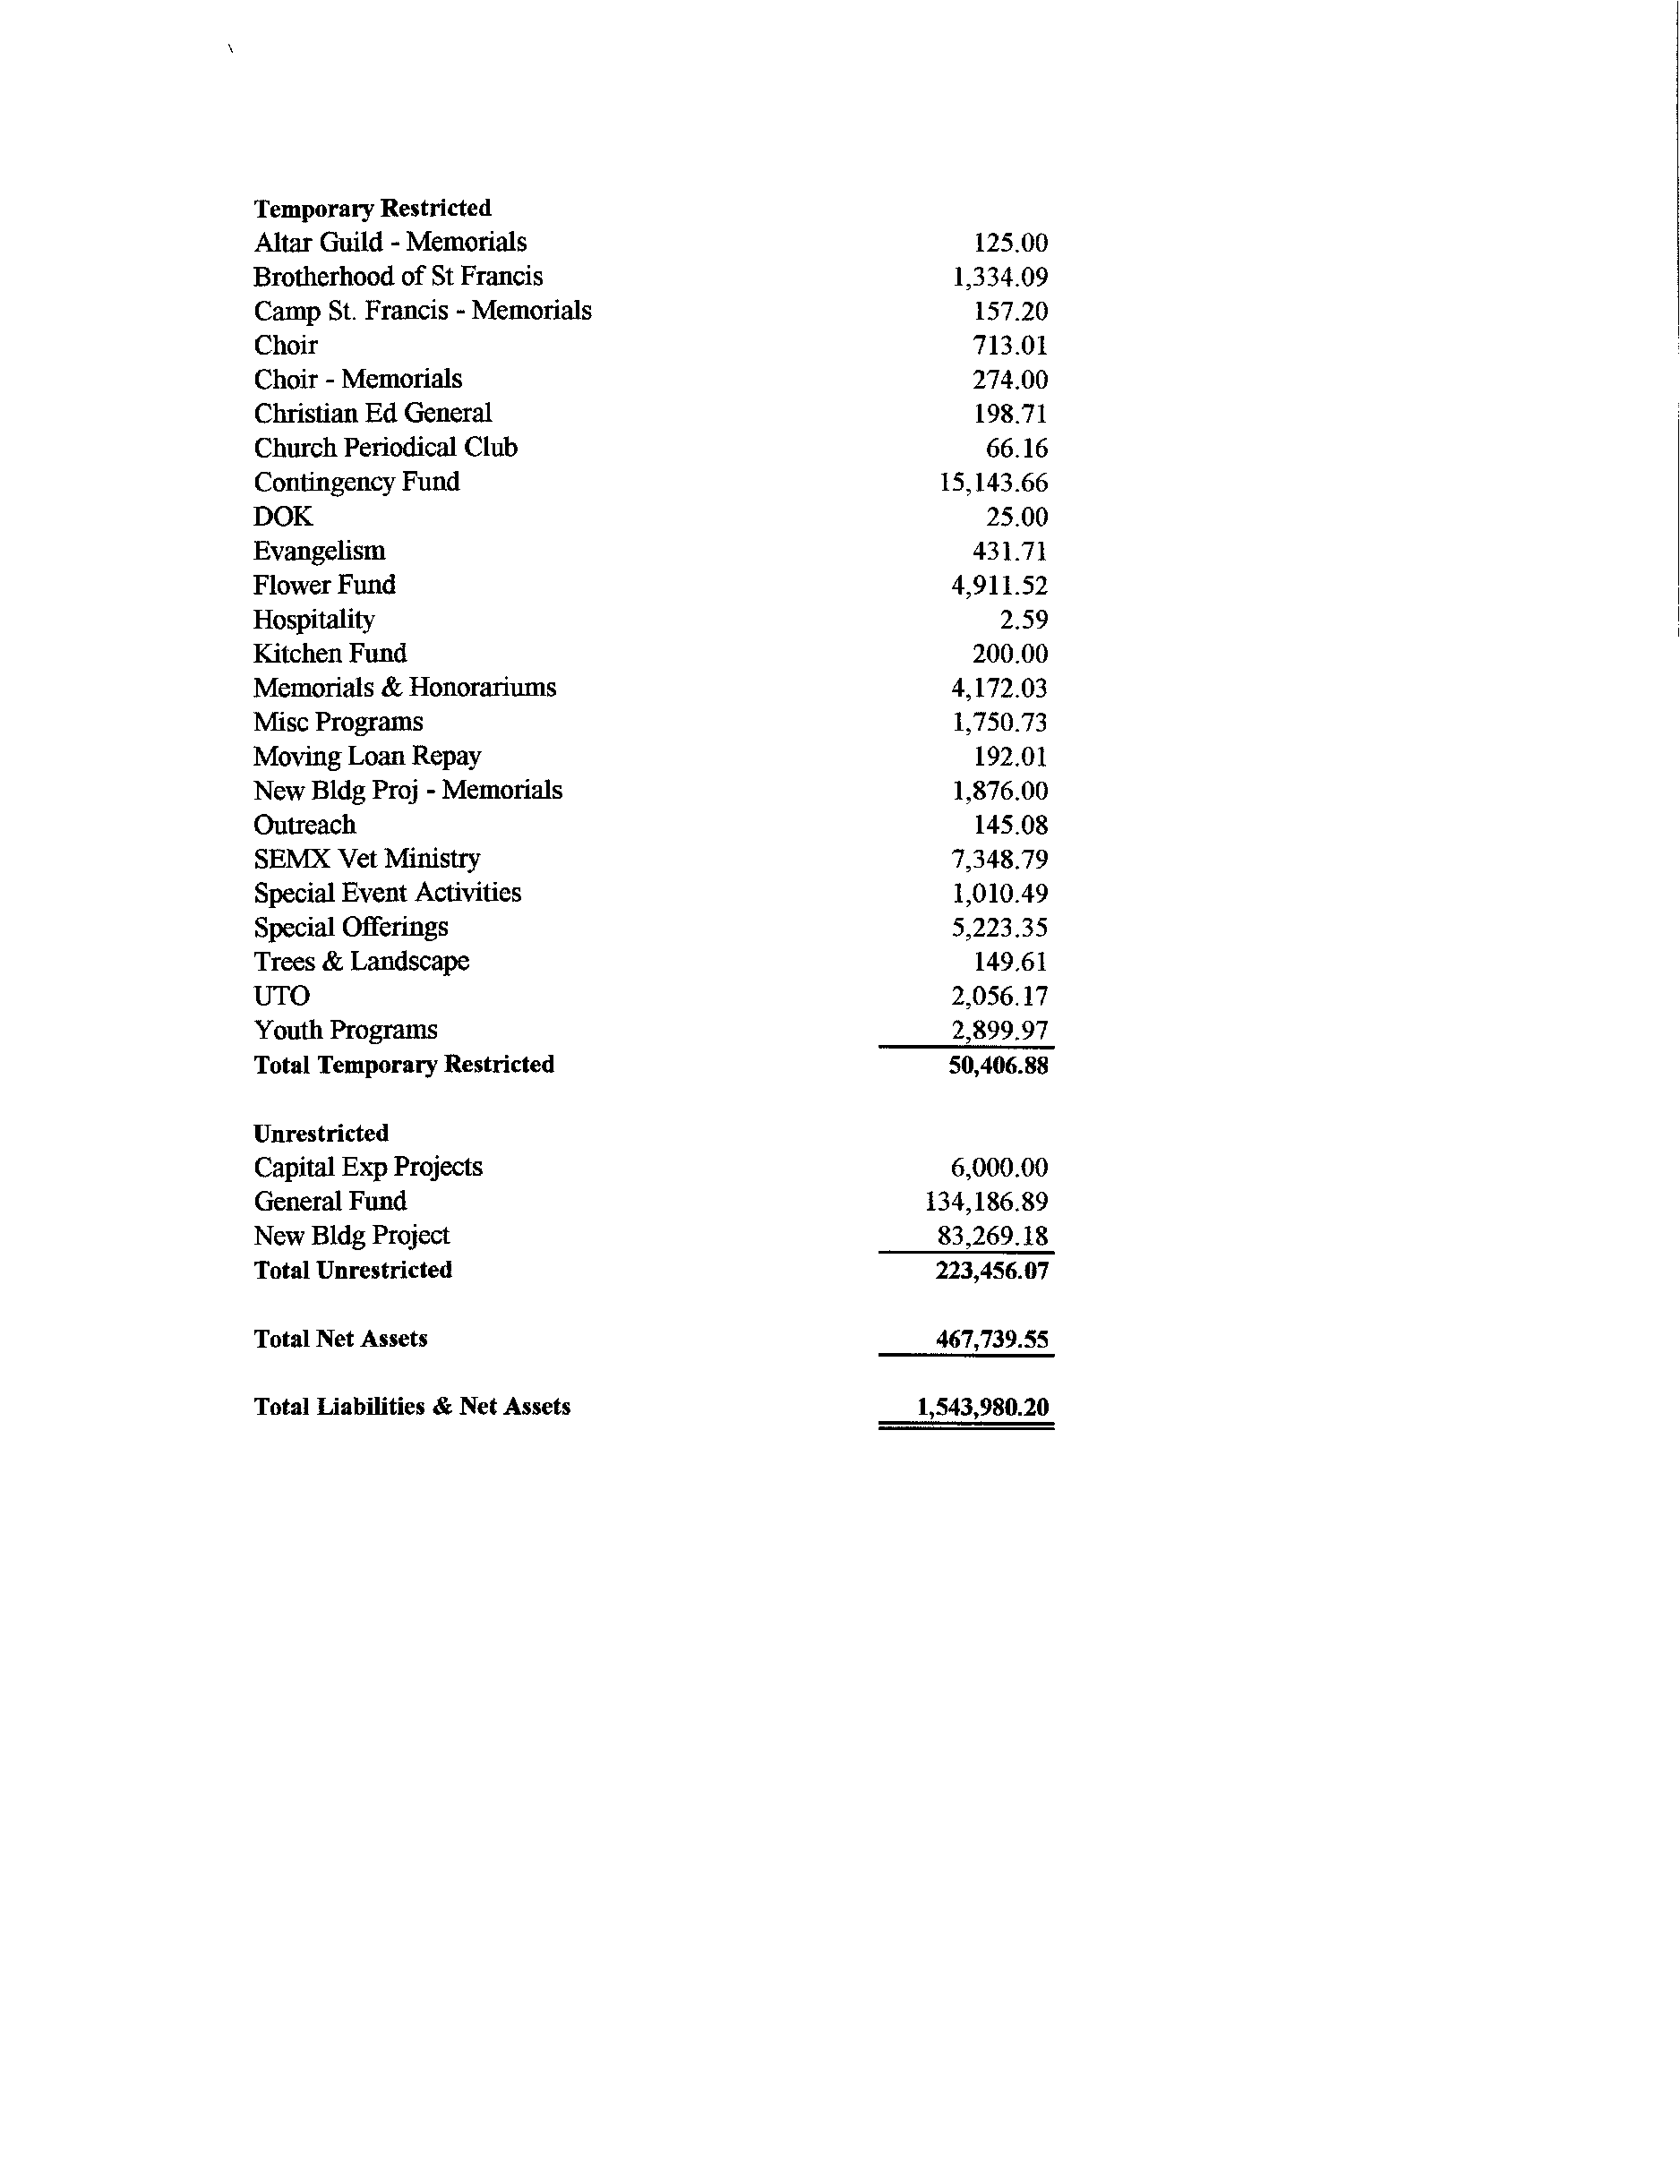 Temporary Restricted
Altar Guild - Memorials 125.00
Brotherhood of St Francis 1,334.09
Camp St. Francis - Memorials 157.20
Choir 713.01
Choir - Memorials 274.00
Christian Ed General 198.71
Church Periodical Club 66.16
Contingency Fund 15,143.66
DOK 25.00
Evangelism 431.71
Flower Fund 4,911.52
Hospitality 2.59
Kitchen Fund 200.00
Memorials & Honorariums 4,172.03
Misc Programs 1,750.73
Moving Loan Repay 192.01
New Bldg Proj - Memorials 1,876.00
Outreach 145.08
SEMX Vet Ministry 7,348.79
Special Event Activities 1,010.49
Special Offerings 5,223.35
Trees & Landscape 149.61
UTO 2,056.17
Youth Programs 2,899.97
Total Temporary Restricted 50,406.88
Unrestricted
Capital Exp Projects 6,000.00
General Fund 134,186.89
New Bldg Project 83,269.18
Total Unrestricted 223,456.07
Total Net Assets 467,739.55
Total Liabilities & Net Assets 1,543,980.20